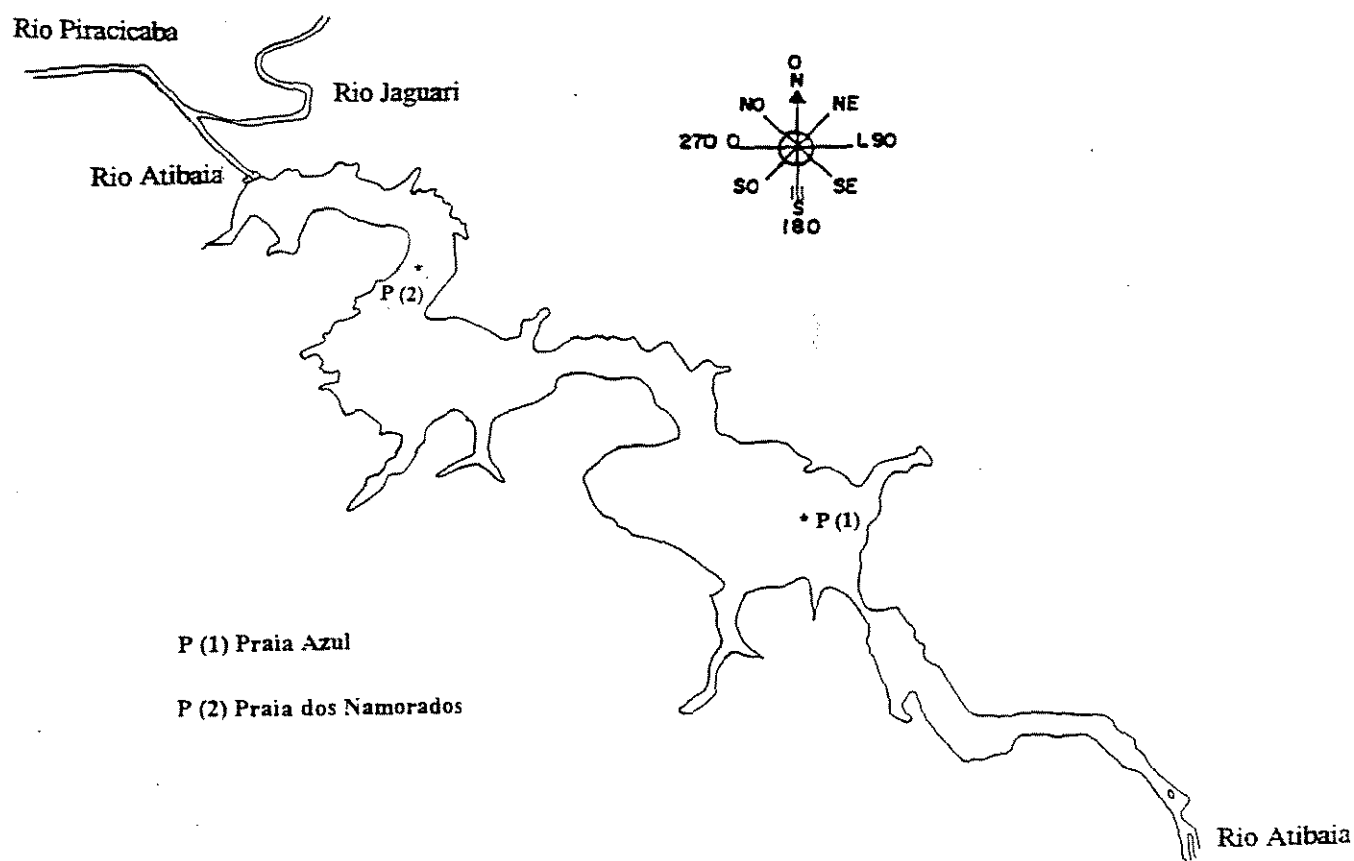 Rio Piracicaba
Rio Jaguari
Rio Atibaia
O
N
NO NE
270 O L 90
SO SE
S
180
P (2)
* P (1)
P (1) Praia Azul
P (2) Praia dos Namorados
Rio Atibaia